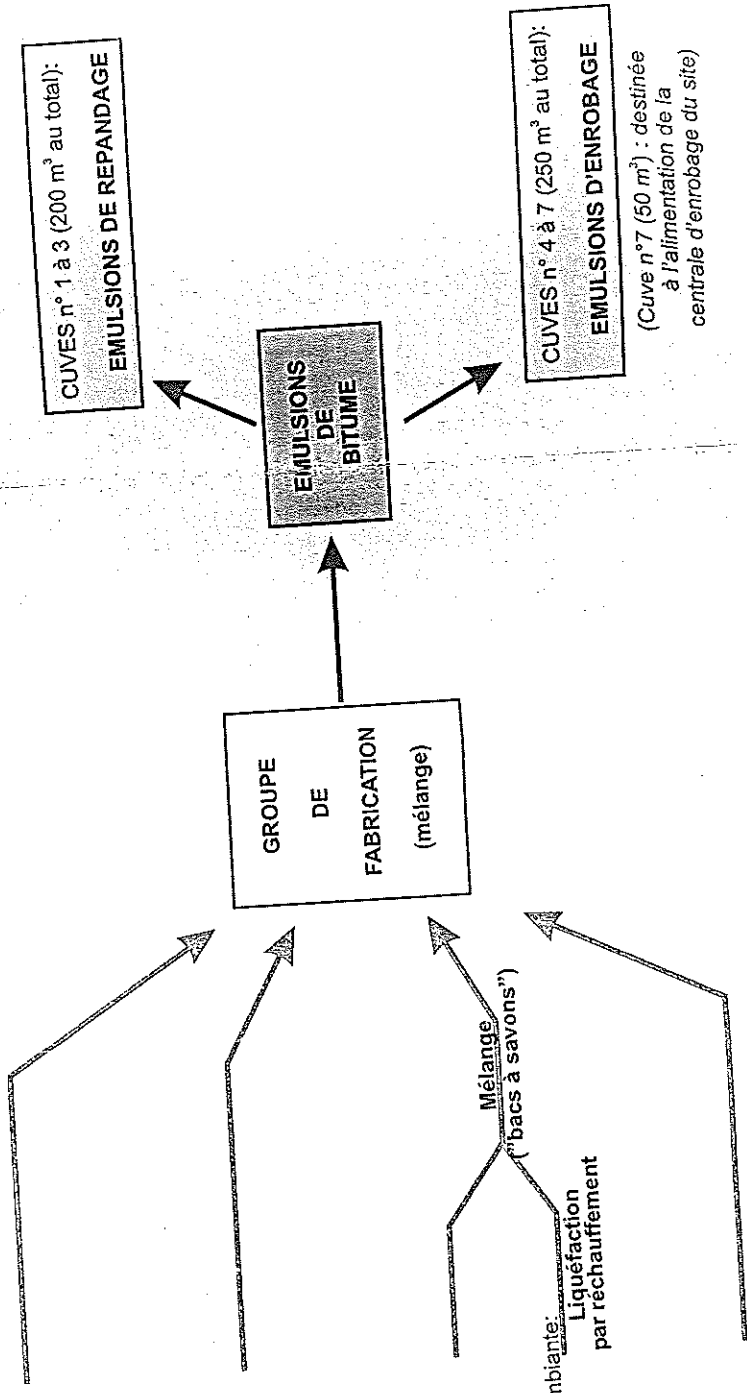 CUVES n° 1 à 3 (200 m³ au total):
EMULSIONS DE REPANDAGE
EMULSIONS
DE
BITUME
CUVES n° 4 à 7 (250 m³ au total):
EMULSIONS D'ENROBAGE
(Cuve n°7 (50 m³) : destinée
à l'alimentation de la
centrale d'enrobage du site)
GROUPE
DE
FABRICATION
(mélange)
Mélange
("bacs à savons")
nbiante:
Liquéfaction
par réchauffement